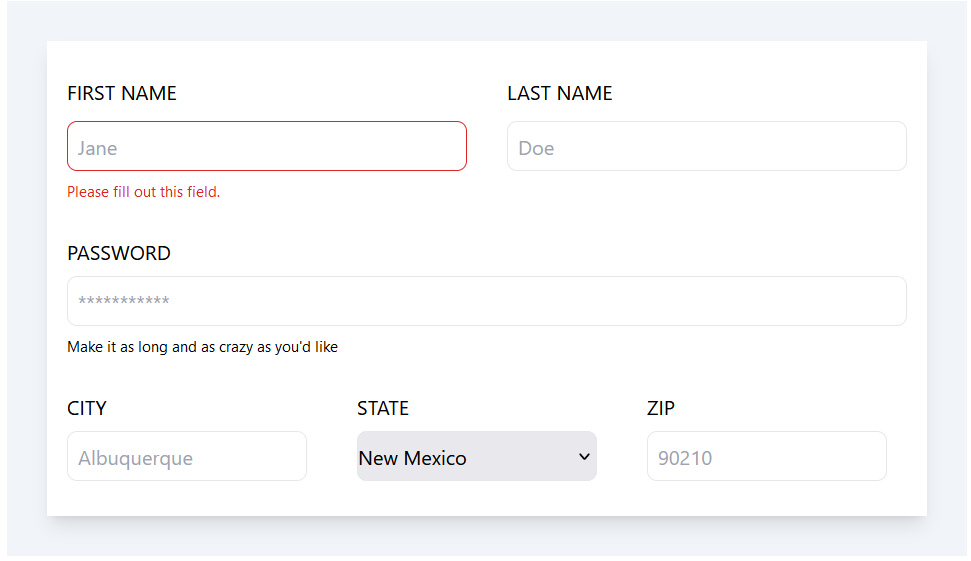 FIRST NAME LAST NAME
Jane Doe
Please fill out this field.
PASSWORD
***********
Make it as long and as crazy as you'd like
CITY STATE ZIP
Albuquerque New Mexico 90210